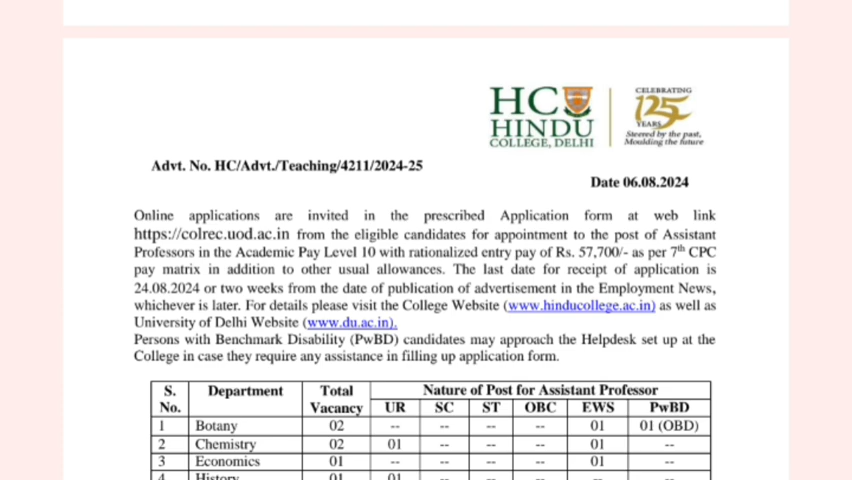 HC
HINDU
COLLEGE, DELHI
CELEBRATING
125
YEARS
Steered by the past,
Moulding the future
Advt. No. HC/Advt./Teaching/4211/2024-25
Date 06.08.2024
Online applications are invited in the prescribed Application form at web link
https://colrec.uod.ac.in from the eligible candidates for appointment to the post of Assistant
Professors in the Academic Pay Level 10 with rationalized entry pay of Rs. 57,700/- as per 7th CPC
pay matrix in addition to other usual allowances. The last date for receipt of application is
24.08.2024 or two weeks from the date of publication of advertisement in the Employment News,
whichever is later. For details please visit the College Website (www.hinducollege.ac.in) as well as
University of Delhi Website (www.du.ac.in).
Persons with Benchmark Disability (PwBD) candidates may approach the Helpdesk set up at the
College in case they require any assistance in filling up application form.
S. No. Department Total Vacancy Nature of Post for Assistant Professor
UR SC ST OBC EWS PwBD
1 Botany 02 -- -- -- -- 01 01 (OBD)
2 Chemistry 02 01 -- -- -- 01 --
3 Economics 01 -- -- -- -- 01 --
4 History 01 01 -- -- -- -- --